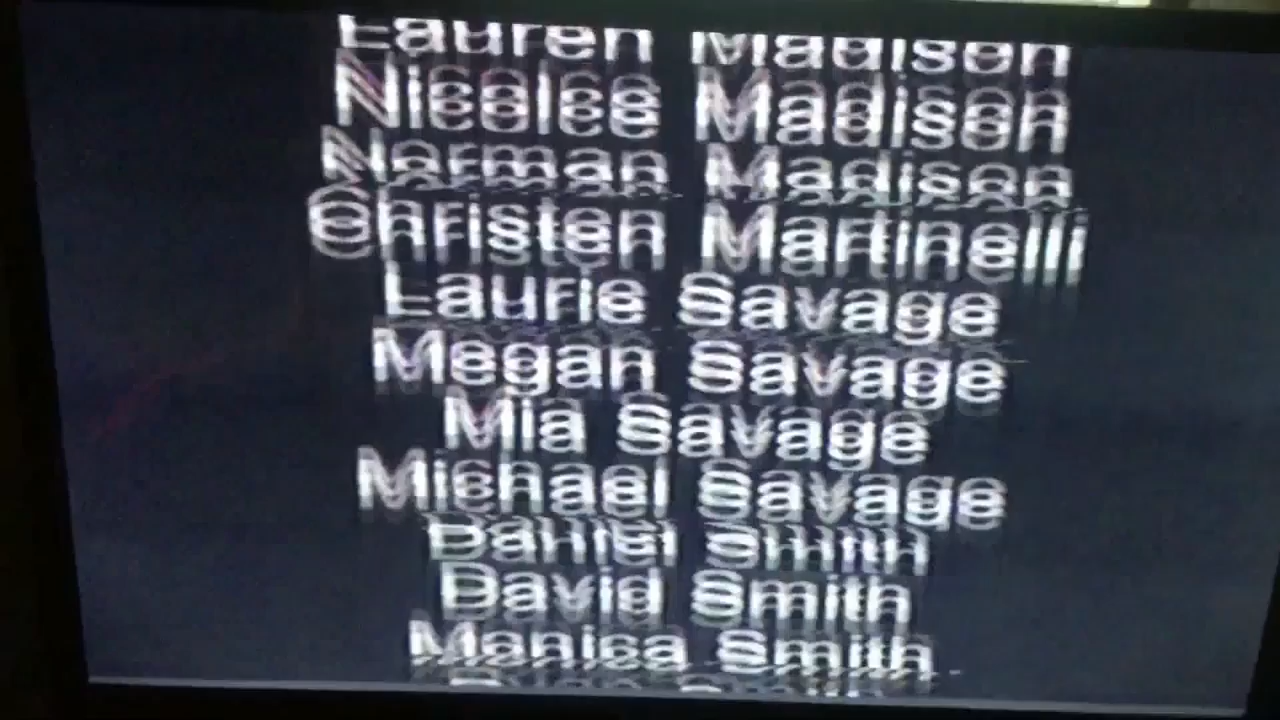 Lauren Madison
Nicolee Madison
Norman Madison
Christen Martinelli
Laurie Savage
Megan Savage
Mia Savage
Michael Savage
Daniel Smith
David Smith
Monica Smith